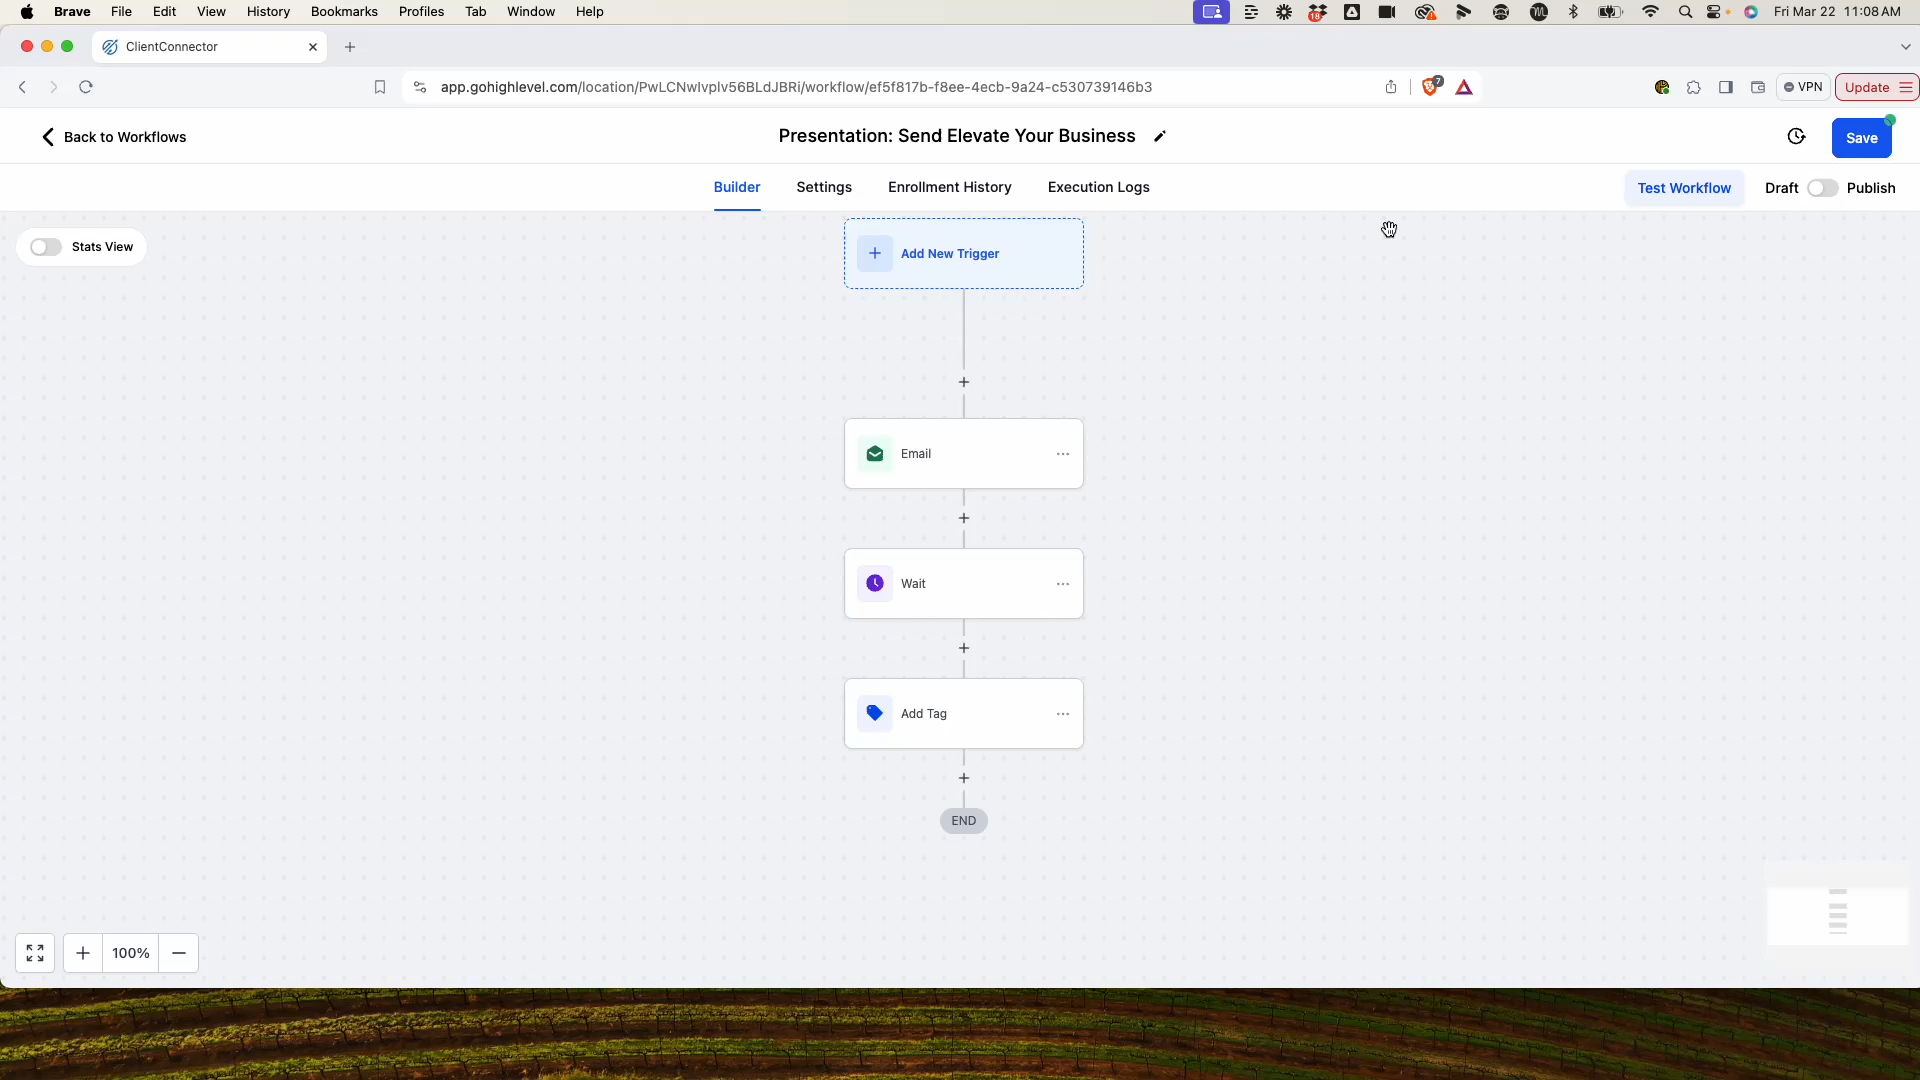 Brave File Edit View History Bookmarks Profiles Tab Window Help 18 Fri Mar 22 11:08 AM
ClientConnector
app.gohighlevel.com/location/PwLCNwIvplv56BLdJBRi/workflow/ef5f817b-f8ee-4ecb-9a24-c530739146b3 7 VPN Update
Back to Workflows Presentation: Send Elevate Your Business Save
Builder Settings Enrollment History Execution Logs Test Workflow Draft Publish
Stats View
Add New Trigger
Email
Wait
Add Tag
END
100%